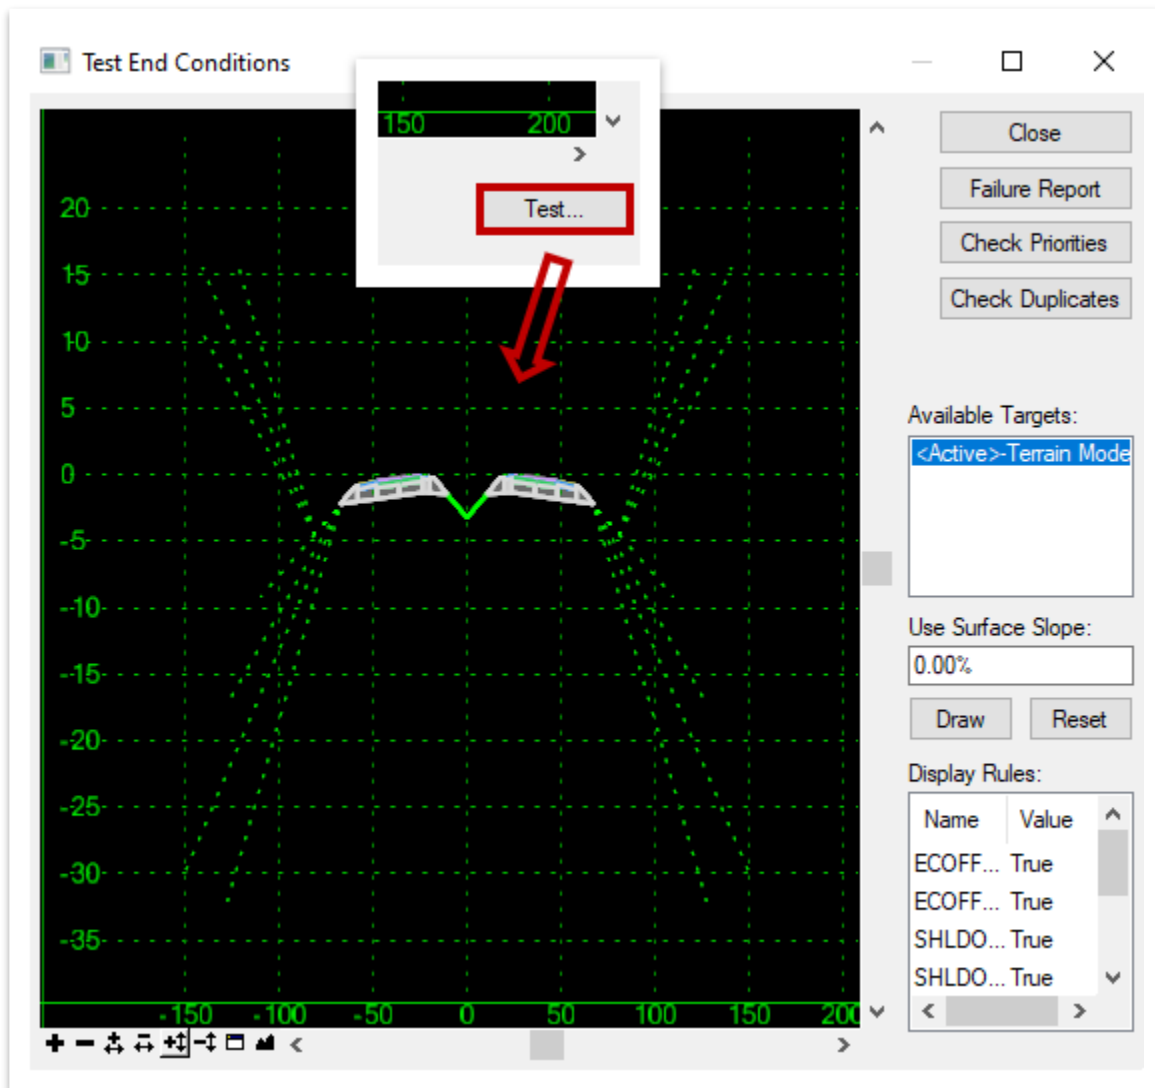 Test End Conditions
150 200
Test...
Close
Failure Report
Check Priorities
Check Duplicates
20
15
10
5
0
-5
-10
-15
-20
-25
-30
-35
-150 -100 -50 0 50 100 150 200
Available Targets:
<Active>-Terrain Mode
Use Surface Slope:
0.00%
Draw Reset
Display Rules:
Name Value
ECOFF... True
ECOFF... True
SHLDO... True
SHLDO... True